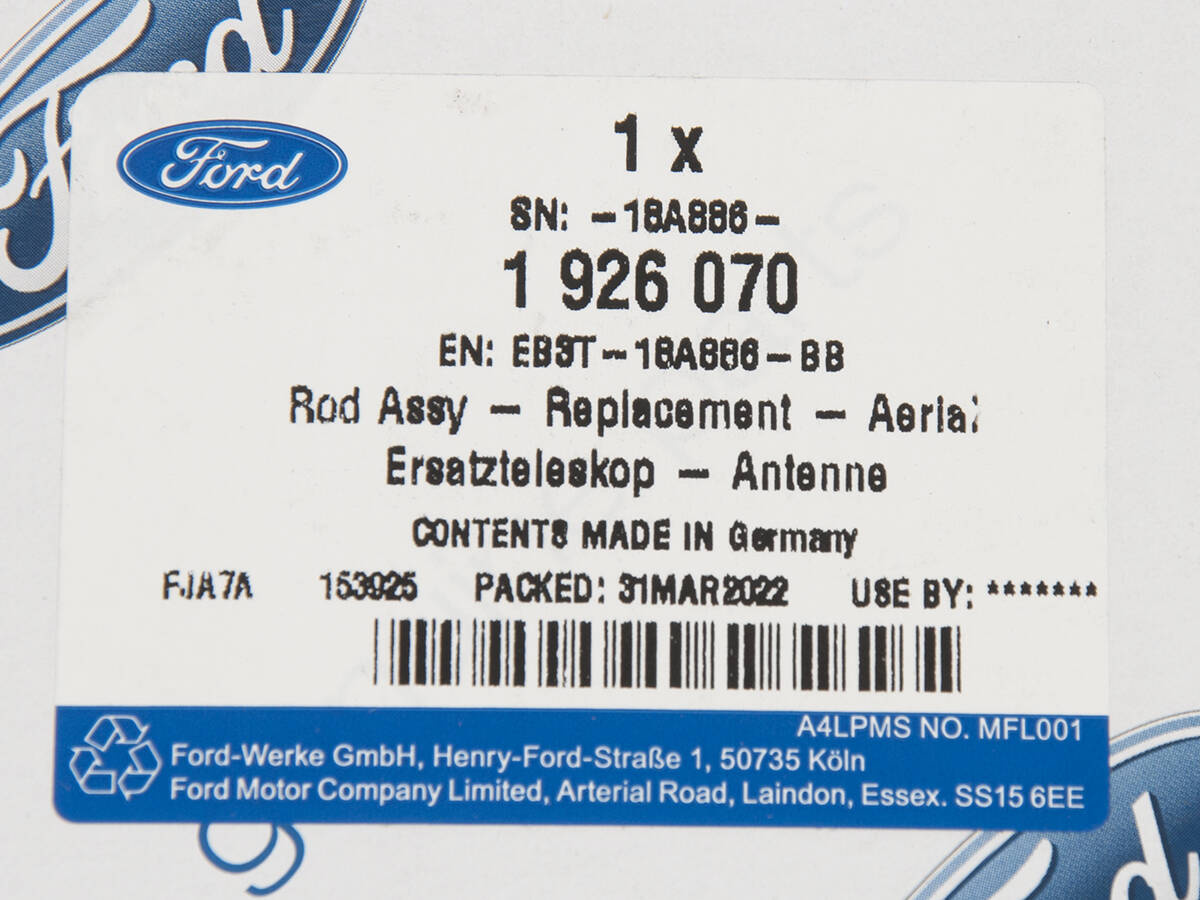 Ford
Ford
1 x
SN: -18A886-
1 926 070
EN: EB3T-18A886-BB
Rod Assy - Replacement - Aerial
Ersatzteleskop - Antenne
CONTENTS MADE IN Germany
FJA7A 153925 PACKED: 31MAR2022 USE BY: *******
A4LPMS NO. MFL001
Ford-Werke GmbH, Henry-Ford-Straße 1, 50735 Köln
Ford Motor Company Limited, Arterial Road, Laindon, Essex. SS15 6EE